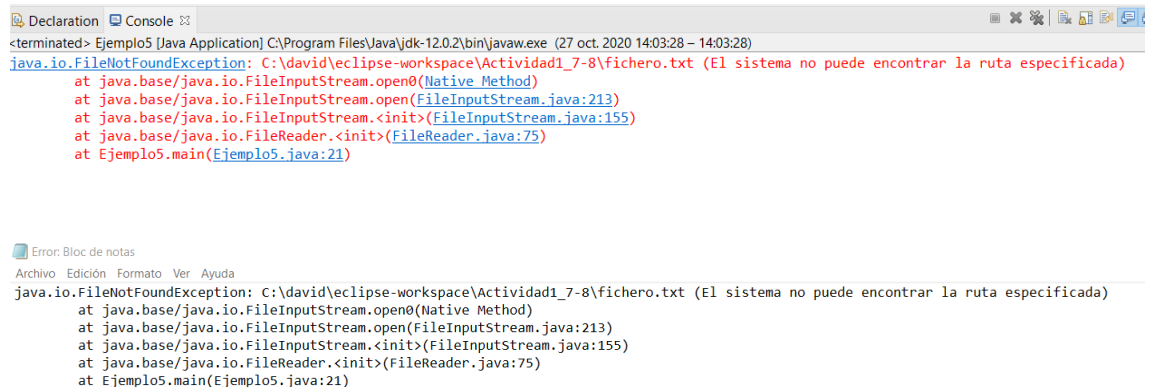 Declaration Console
<terminated> Ejemplo5 [Java Application] C:\Program Files\Java\jdk-12.0.2\bin\javaw.exe (27 oct. 2020 14:03:28 – 14:03:28)
java.io.FileNotFoundException: C:\david\eclipse-workspace\Actividad1_7-8\fichero.txt (El sistema no puede encontrar la ruta especificada)
at java.base/java.io.FileInputStream.open0(Native Method)
at java.base/java.io.FileInputStream.open(FileInputStream.java:213)
at java.base/java.io.FileInputStream.<init>(FileInputStream.java:155)
at java.base/java.io.FileReader.<init>(FileReader.java:75)
at Ejemplo5.main(Ejemplo5.java:21)
Error: Bloc de notas
Archivo Edición Formato Ver Ayuda
java.io.FileNotFoundException: C:\david\eclipse-workspace\Actividad1_7-8\fichero.txt (El sistema no puede encontrar la ruta especificada)
at java.base/java.io.FileInputStream.open0(Native Method)
at java.base/java.io.FileInputStream.open(FileInputStream.java:213)
at java.base/java.io.FileInputStream.<init>(FileInputStream.java:155)
at java.base/java.io.FileReader.<init>(FileReader.java:75)
at Ejemplo5.main(Ejemplo5.java:21)